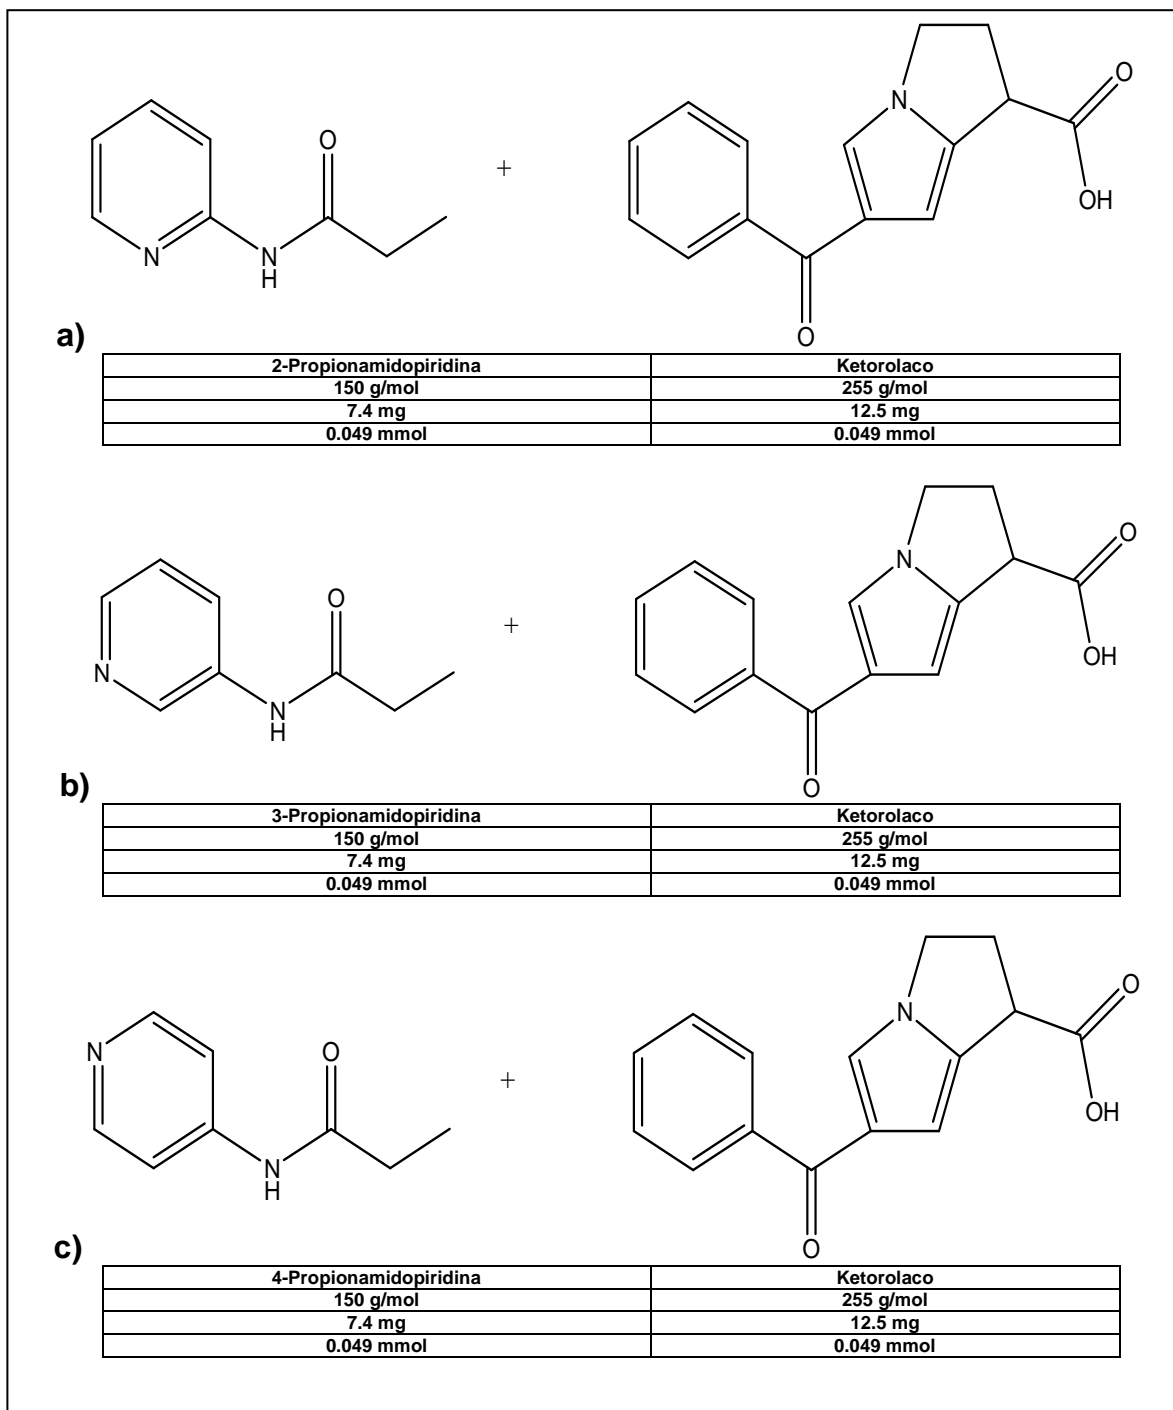 O
N
O
+
OH
N
N
H
O
a)
2-Propionamidopiridina Ketorolaco
150 g/mol 255 g/mol
7.4 mg 12.5 mg
0.049 mmol 0.049 mmol
O
N
O
+
N
OH
N
H
O
b)
3-Propionamidopiridina Ketorolaco
150 g/mol 255 g/mol
7.4 mg 12.5 mg
0.049 mmol 0.049 mmol
O
N
N
O
+
OH
N
H
O
c)
4-Propionamidopiridina Ketorolaco
150 g/mol 255 g/mol
7.4 mg 12.5 mg
0.049 mmol 0.049 mmol